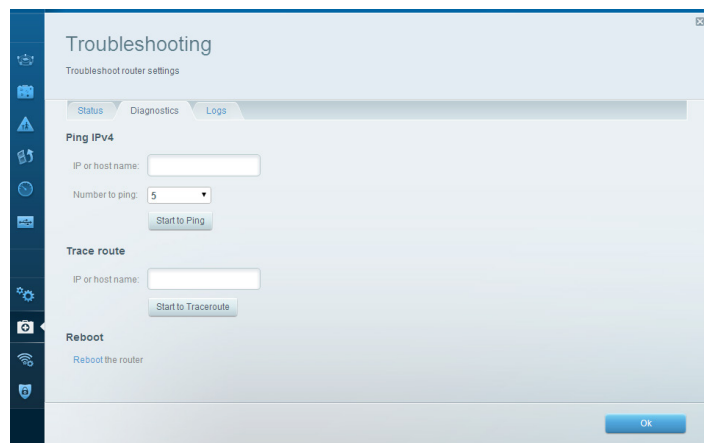 Troubleshooting
Troubleshoot router settings
Status Diagnostics Logs
Ping IPv4
IP or host name:
Number to ping: 5
Start to Ping
Trace route
IP or host name:
Start to Traceroute
Reboot
Reboot the router
Ok